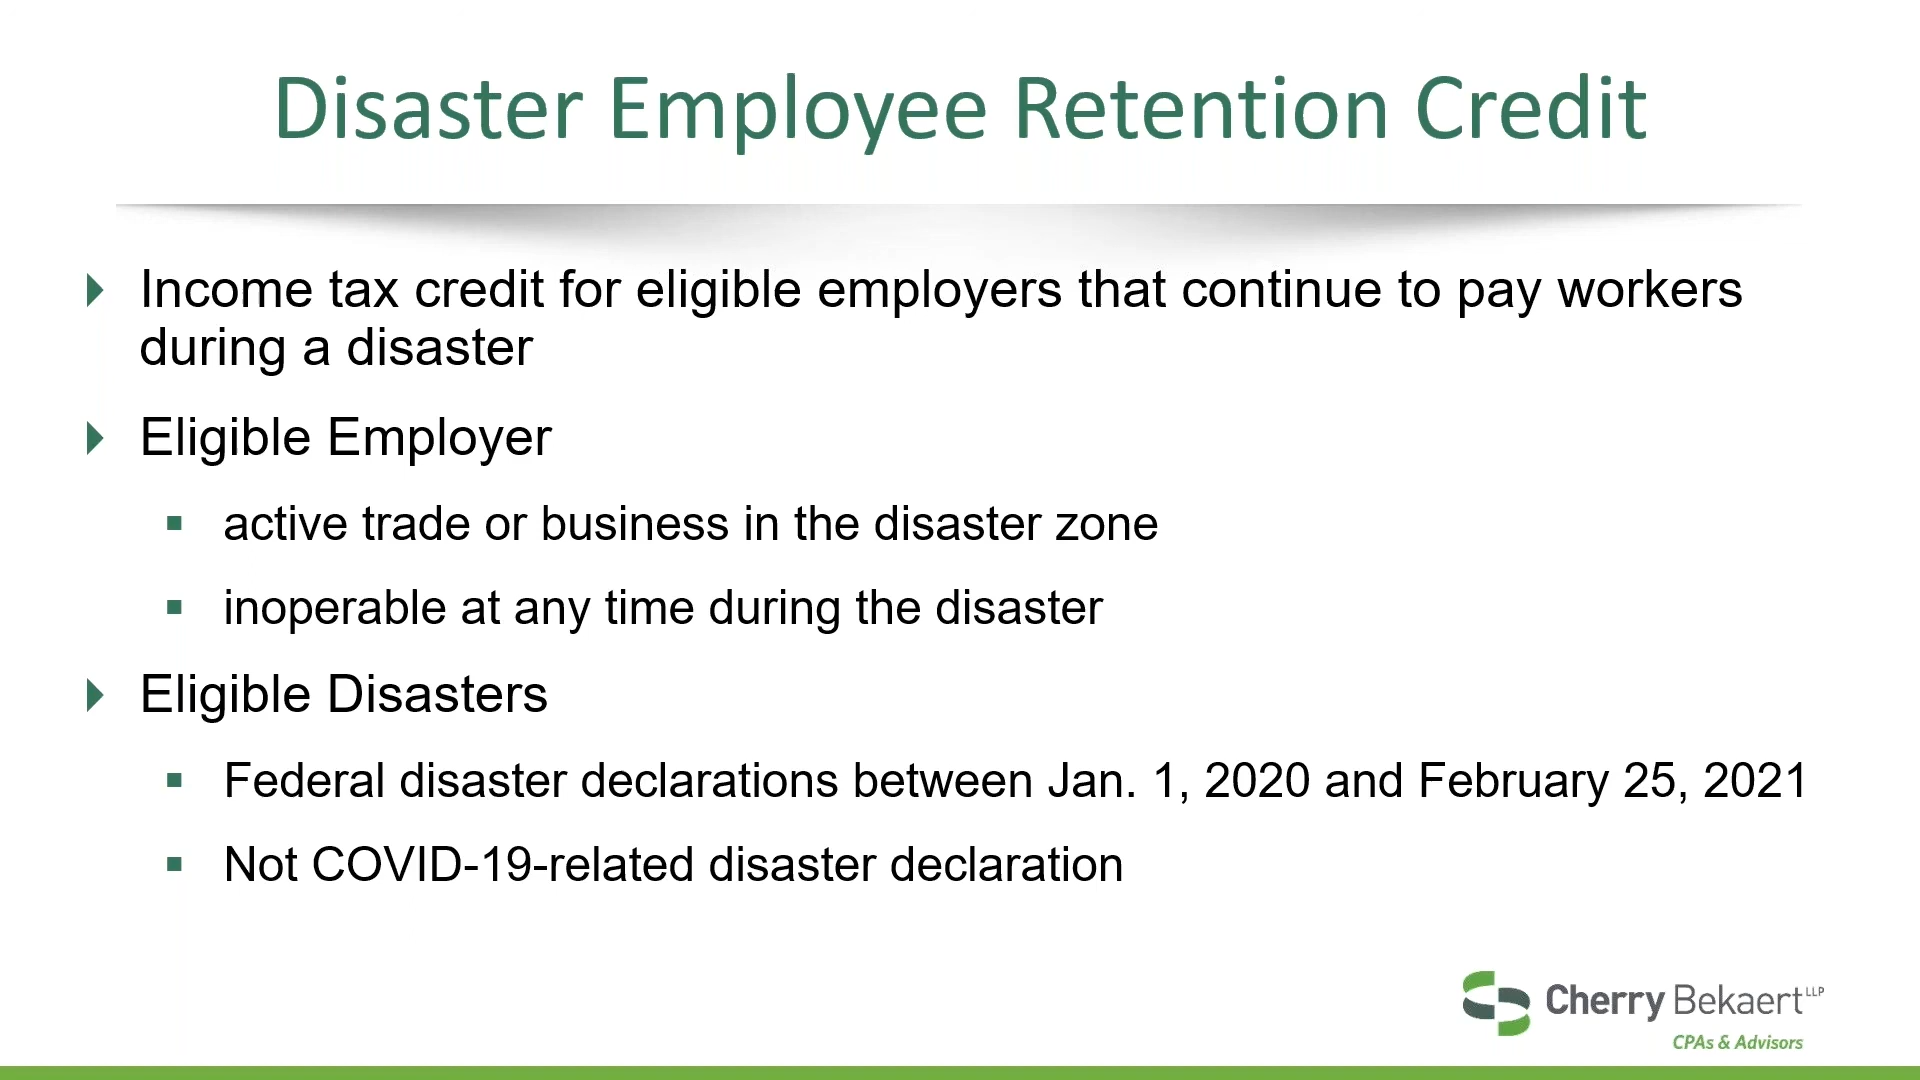 Disaster Employee Retention Credit
Income tax credit for eligible employers that continue to pay workers
during a disaster
Eligible Employer
active trade or business in the disaster zone
inoperable at any time during the disaster
Eligible Disasters
Federal disaster declarations between Jan. 1, 2020 and February 25, 2021
Not COVID-19-related disaster declaration
Cherry Bekaert LLP
CPAs & Advisors